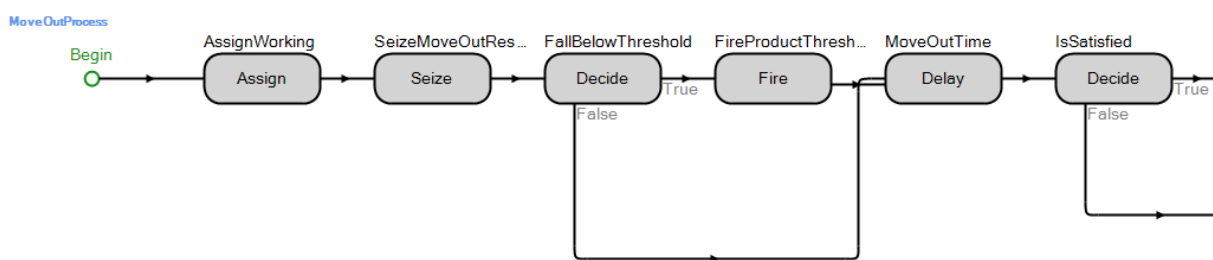 MoveOutProcess
Begin
AssignWorking
Assign
SeizeMoveOutRes...
Seize
FallBelowThreshold
Decide
True
False
FireProductThresh...
Fire
MoveOutTime
Delay
IsSatisfied
Decide
True
False